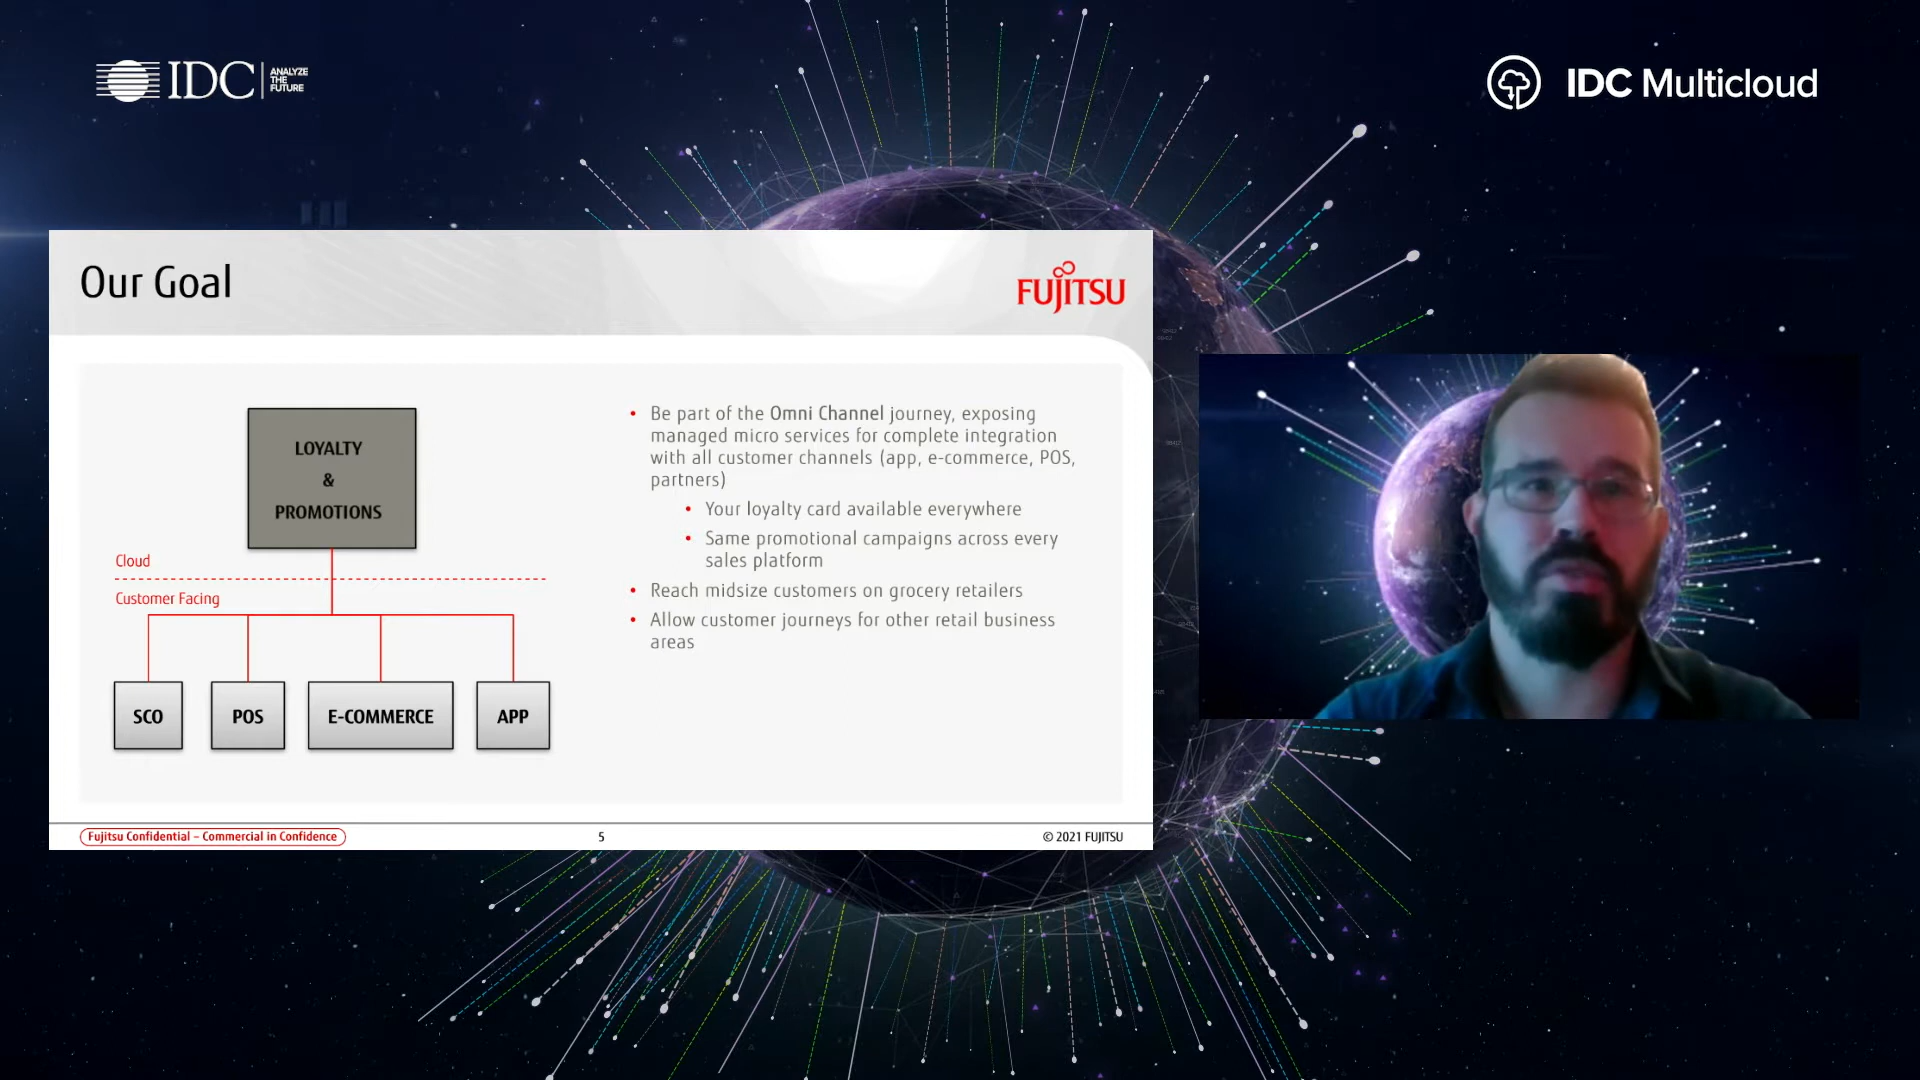 IDC
ANALYZE
THE
FUTURE
IDC Multicloud
Our Goal
FUJITSU
LOYALTY
&
PROMOTIONS
Cloud
Customer Facing
SCO
POS
E-COMMERCE
APP
• Be part of the Omni Channel journey, exposing
managed micro services for complete integration
with all customer channels (app, e-commerce, POS,
partners)
• Your loyalty card available everywhere
• Same promotional campaigns across every
sales platform
• Reach midsize customers on grocery retailers
• Allow customer journeys for other retail business
areas
Fujitsu Confidential – Commercial in Confidence
5
© 2021 FUJITSU